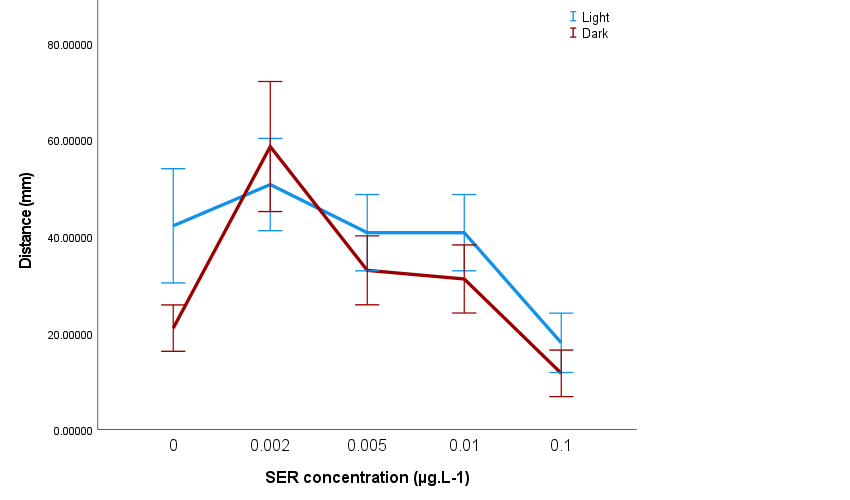 Light
Dark
80.00000
60.00000
40.00000
20.00000
0.00000
Distance (mm)
0 0.002 0.005 0.01 0.1
SER concentration (µg.L-1)